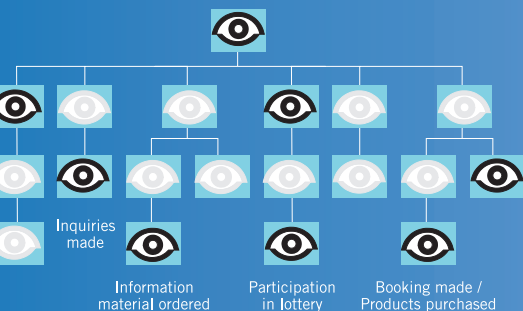 Inquiries
made
Information
material ordered
Participation
in lottery
Booking made /
Products purchased